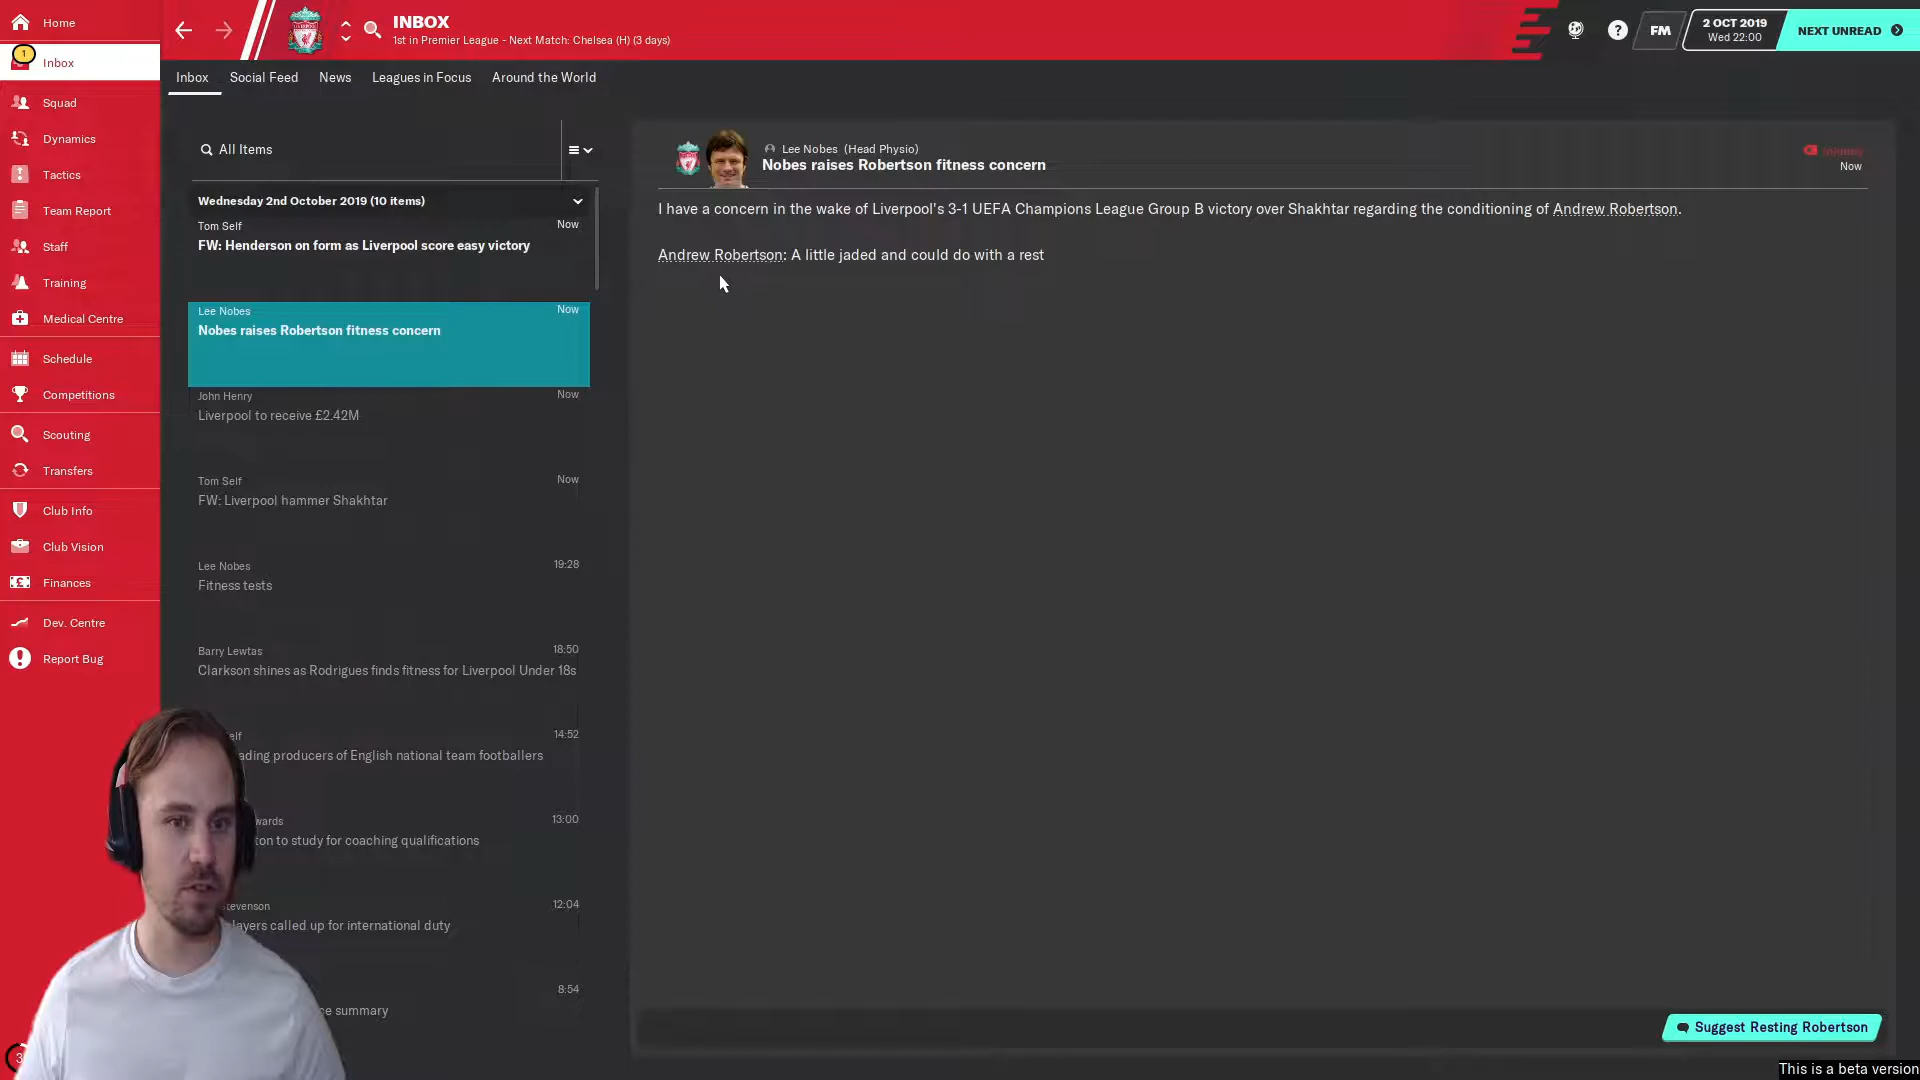 Home
1
Inbox
Squad
Dynamics
Tactics
Team Report
Staff
Training
Medical Centre
Schedule
Competitions
Scouting
Transfers
Club Info
Club Vision
Finances
Dev. Centre
Report Bug
INBOX
1st in Premier League - Next Match: Chelsea (H) (3 days)
?
FM
2 OCT 2019
Wed 22:00
NEXT UNREAD
Inbox Social Feed News Leagues in Focus Around the World
All Items
Wednesday 2nd October 2019 (10 items)
Tom Self Now
FW: Henderson on form as Liverpool score easy victory
Lee Nobes Now
Nobes raises Robertson fitness concern
John Henry Now
Liverpool to receive £2.42M
Tom Self Now
FW: Liverpool hammer Shakhtar
Lee Nobes 19:28
Fitness tests
Barry Lewtas 18:50
Clarkson shines as Rodrigues finds fitness for Liverpool Under 18s
elf 14:52
ading producers of English national team footballers
wards 13:00
ton to study for coaching qualifications
tevenson 12:04
layers called up for international duty
8:54
ce summary
Lee Nobes (Head Physio)
Nobes raises Robertson fitness concern
Now
I have a concern in the wake of Liverpool's 3-1 UEFA Champions League Group B victory over Shakhtar regarding the conditioning of Andrew Robertson.
Andrew Robertson: A little jaded and could do with a rest
Suggest Resting Robertson
This is a beta version